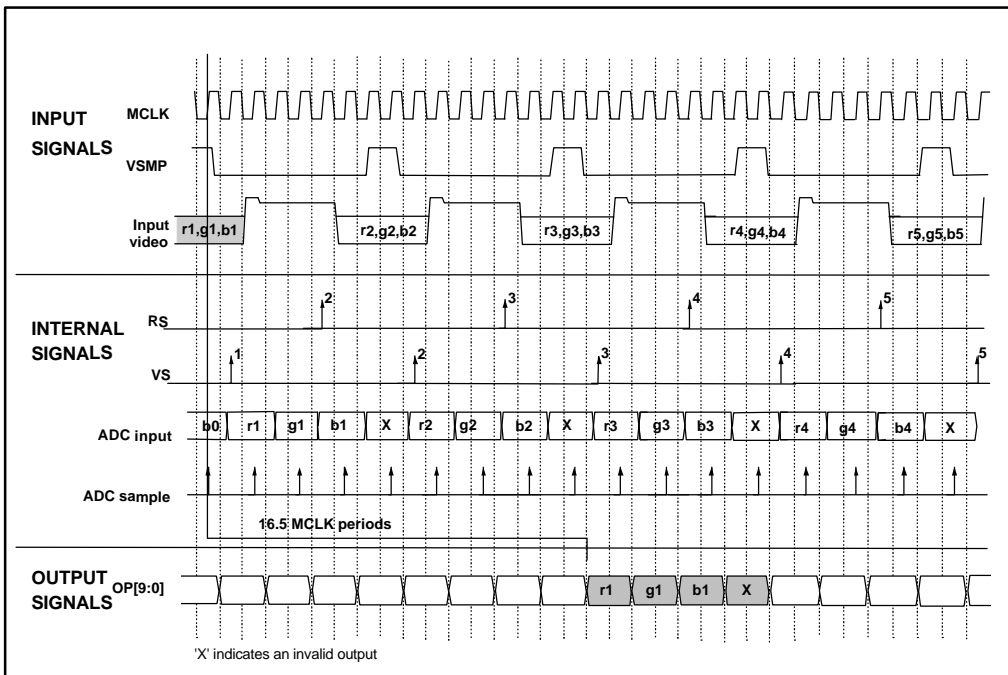 INPUT
SIGNALS
MCLK
VSMP
Input
video
r1,g1,b1 r2,g2,b2 r3,g3,b3 r4,g4,b4 r5,g5,b5
INTERNAL
SIGNALS
RS
2 3 4 5
VS
1 2 3 4 5
ADC input
b0 r1 g1 b1 X r2 g2 b2 X r3 g3 b3 X r4 g4 b4 X
ADC sample
16.5 MCLK periods
OUTPUT
SIGNALS
OP[9:0]
r1 g1 b1 X
'X' indicates an invalid output